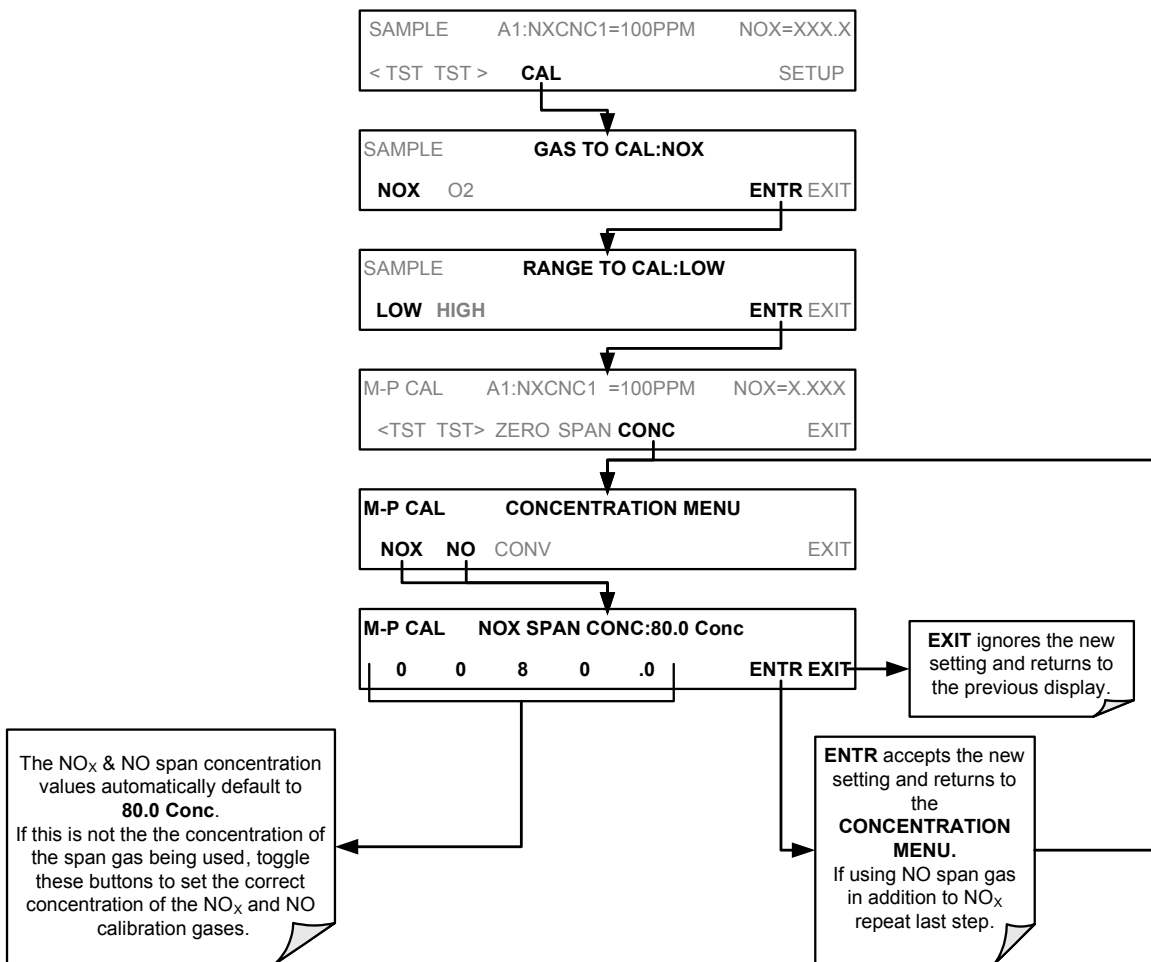 SAMPLE A1:NXCNC1=100PPM NOX=XXX.X
< TST TST > CAL SETUP
SAMPLE GAS TO CAL:NOX
NOX O2 ENTR EXIT
SAMPLE RANGE TO CAL:LOW
LOW HIGH ENTR EXIT
M-P CAL A1:NXCNC1 =100PPM NOX=X.XXX
<TST TST> ZERO SPAN CONC EXIT
M-P CAL CONCENTRATION MENU
NOX NO CONV EXIT
M-P CAL NOX SPAN CONC:80.0 Conc
0 0 8 0 .0 ENTR EXIT
EXIT ignores the new
setting and returns to
the previous display.
The NOX & NO span concentration
values automatically default to
80.0 Conc.
If this is not the the concentration of
the span gas being used, toggle
these buttons to set the correct
concentration of the NOX and NO
calibration gases.
ENTR accepts the new
setting and returns to
the
CONCENTRATION
MENU.
If using NO span gas
in addition to NOX
repeat last step.